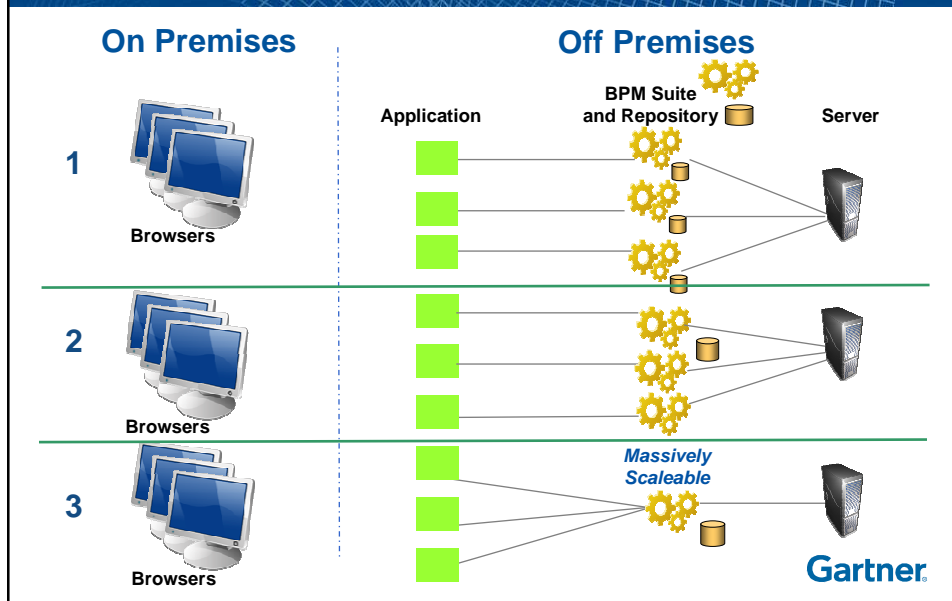 On Premises
Off Premises
Application
BPM Suite
and Repository
Server
1
Browsers
2
Browsers
Massively
Scaleable
3
Browsers
Gartner.